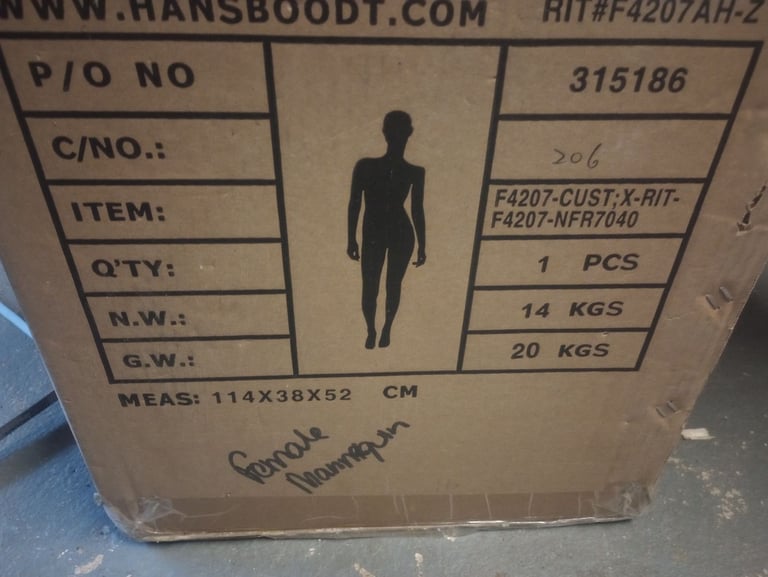 WWW.HANSBOODT.COM RIT#F4207AH-Z
P/O NO 315186
C/NO.: 206
ITEM: F4207-CUST;X-RIT-
F4207-NFR7040
Q'TY: 1 PCS
N.W.: 14 KGS
G.W.: 20 KGS
MEAS: 114X38X52 CM
Female
Mannequin